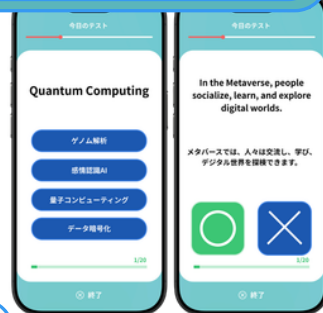 今日のテスト
Quantum Computing
ゲノム解析
感情認識AI
量子コンピューティング
データ暗号化
1/20
ⓧ 終了
今日のテスト
In the Metaverse, people
socialize, learn, and explore
digital worlds.
メタバースでは、人々は交流し、学び、
デジタル世界を探検できます。
1/20
ⓧ 終了